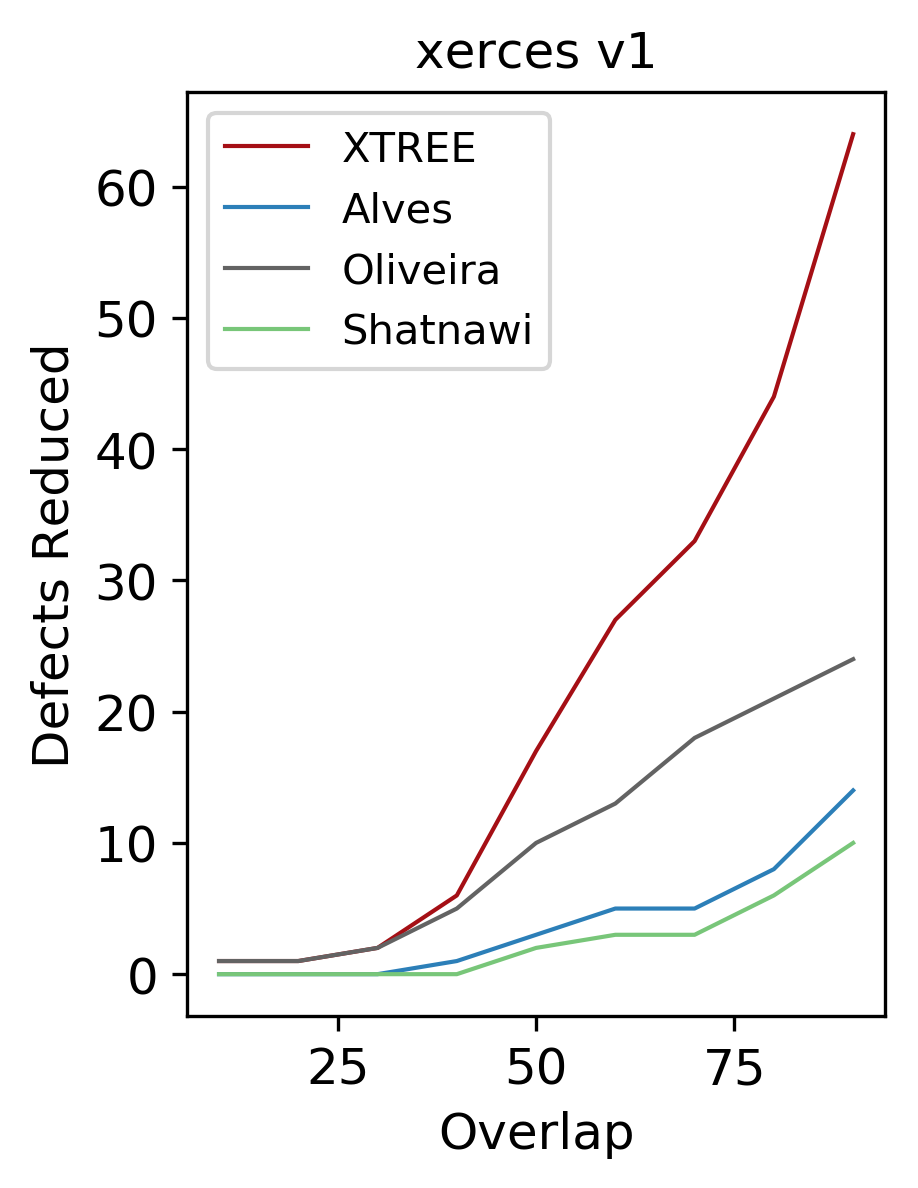 xerces v1
XTREE
Alves
Oliveira
Shatnawi
60
50
40
30
20
10
0
Defects Reduced
25 50 75
Overlap